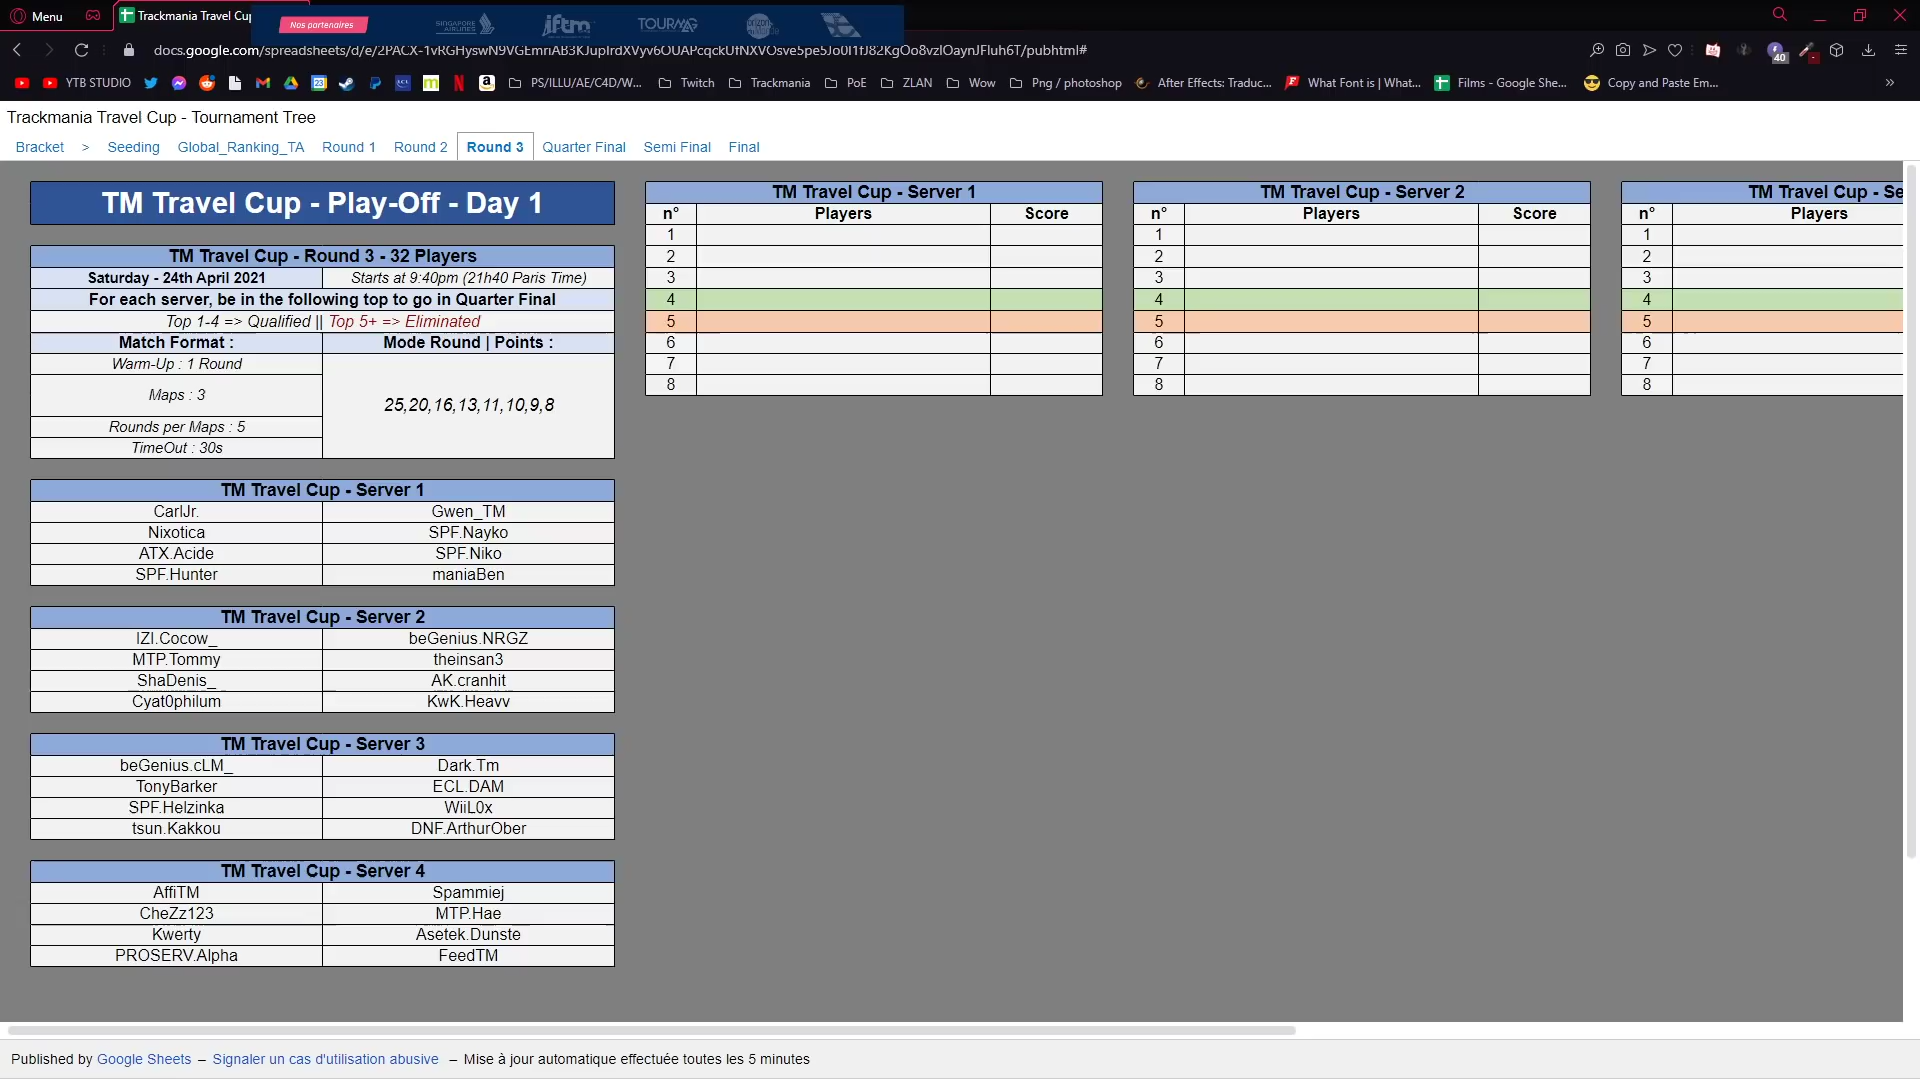 Menu
Trackmania Travel Cup
Nos partenaires
SINGAPORE AIRLINES
iftm
TOURMAG
docs.google.com/spreadsheets/d/e/2PACX-1vRGHyswN9VGEmriAB3KJupIrdXVyv6OUAPcqckUfNXVOsve5pe5Jo0I1fJ82KgOo8vzlOaynJFluh6T/pubhtml#
40
YTB STUDIO
PS/ILLU/AE/C4D/W...
Twitch
Trackmania
PoE
ZLAN
Wow
Png / photoshop
After Effects: Traduc...
What Font is | What...
Films - Google She...
Copy and Paste Em...
Trackmania Travel Cup - Tournament Tree
Bracket > Seeding Global_Ranking_TA Round 1 Round 2 Round 3 Quarter Final Semi Final Final
TM Travel Cup - Play-Off - Day 1
TM Travel Cup - Round 3 - 32 Players
Saturday - 24th April 2021 Starts at 9:40pm (21h40 Paris Time)
For each server, be in the following top to go in Quarter Final
Top 1-4 => Qualified || Top 5+ => Eliminated
Match Format : Mode Round | Points :
Warm-Up : 1 Round
Maps : 3
25,20,16,13,11,10,9,8
Rounds per Maps : 5
TimeOut : 30s
TM Travel Cup - Server 1
CarlJr. Gwen_TM
Nixotica SPF.Nayko
ATX.Acide SPF.Niko
SPF.Hunter maniaBen
TM Travel Cup - Server 2
IZI.Cocow_ beGenius.NRGZ
MTP.Tommy theinsan3
ShaDenis_ AK.cranhit
Cyat0philum KwK.Heavv
TM Travel Cup - Server 3
beGenius.cLM_ Dark.Tm
TonyBarker ECL.DAM
SPF.Helzinka WiiL0x
tsun.Kakkou DNF.ArthurOber
TM Travel Cup - Server 4
AffiTM Spammiej
CheZz123 MTP.Hae
Kwerty Asetek.Dunste
PROSERV.Alpha FeedTM
TM Travel Cup - Server 1
n° Players Score
1
2
3
4
5
6
7
8
TM Travel Cup - Server 2
n° Players Score
1
2
3
4
5
6
7
8
TM Travel Cup - Se
n° Players
1
2
3
4
5
6
7
8
Published by Google Sheets – Signaler un cas d'utilisation abusive – Mise à jour automatique effectuée toutes les 5 minutes